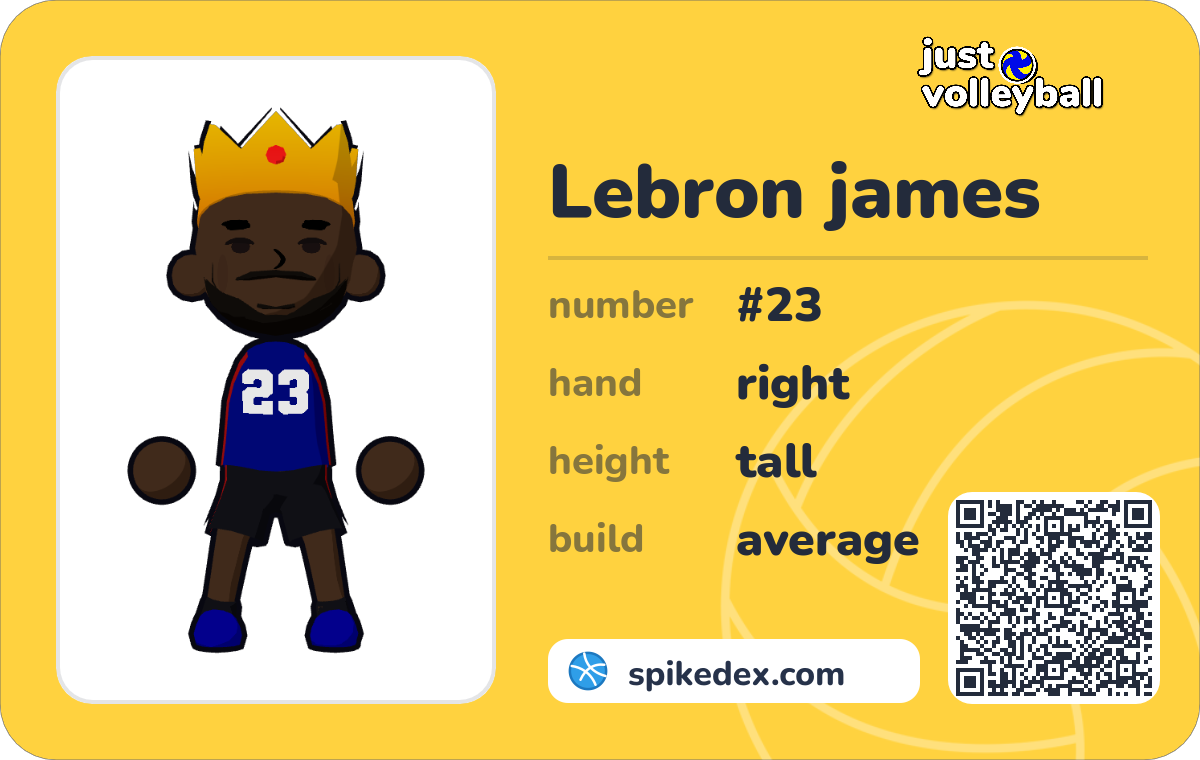 just
volleyball
Lebron james
number #23
hand right
height tall
build average
23
spikedex.com